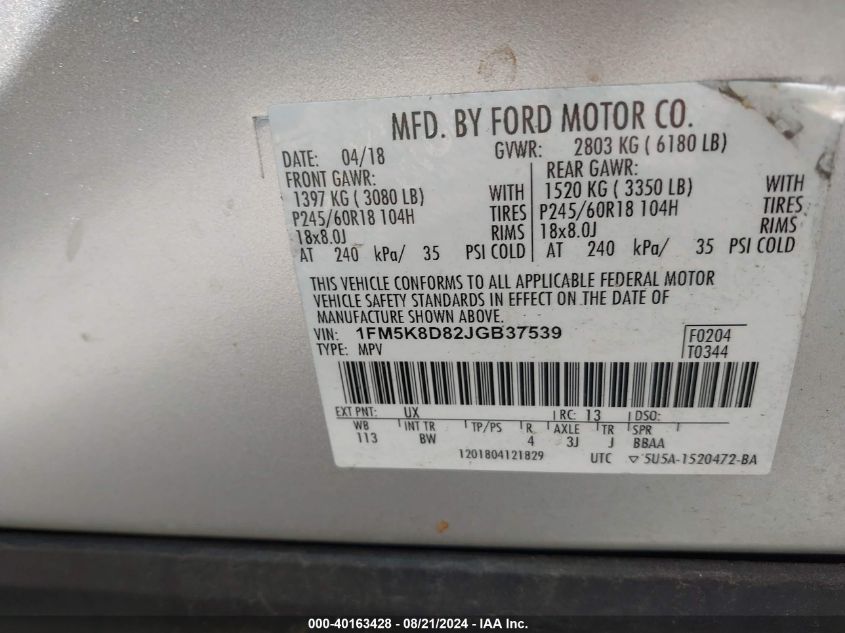 MFD. BY FORD MOTOR CO.
DATE: 04/18 GVWR: 2803 KG ( 6180 LB)
FRONT GAWR: REAR GAWR:
1397 KG ( 3080 LB) WITH 1520 KG ( 3350 LB) WITH
P245/60R18 104H TIRES P245/60R18 104H TIRES
18x8.0J RIMS 18x8.0J RIMS
AT 240 kPa/ 35 PSI COLD AT 240 kPa/ 35 PSI COLD
THIS VEHICLE CONFORMS TO ALL APPLICABLE FEDERAL MOTOR
VEHICLE SAFETY STANDARDS IN EFFECT ON THE DATE OF
MANUFACTURE SHOWN ABOVE.
VIN: 1FM5K8D82JGB37539 F0204
TYPE: MPV T0344
EXT PNT: UX RC: 13 DSO:
WB INT TR TP/PS R AXLE TR SPR
113 BW 4 3J J BBAA
1201804121829 UTC ▽5U5A-1520472-BA
000-40163428 - 08/21/2024 - IAA Inc.